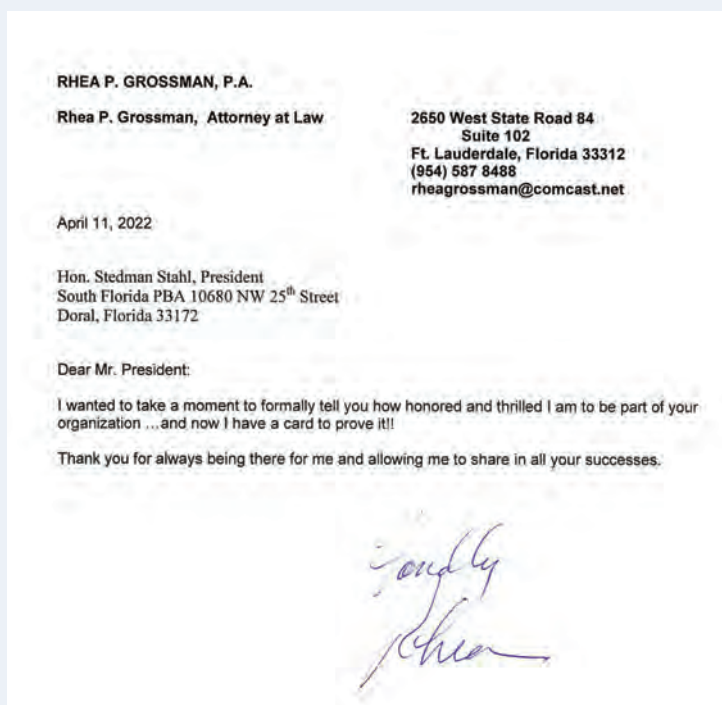 RHEA P. GROSSMAN, P.A.
Rhea P. Grossman, Attorney at Law
2650 West State Road 84
Suite 102
Ft. Lauderdale, Florida 33312
(954) 587 8488
rheagrossman@comcast.net
April 11, 2022
Hon. Stedman Stahl, President
South Florida PBA 10680 NW 25th Street
Doral, Florida 33172
Dear Mr. President:
I wanted to take a moment to formally tell you how honored and thrilled I am to be part of your
organization ...and now I have a card to prove it!!
Thank you for always being there for me and allowing me to share in all your successes.
Fondly
Rhea